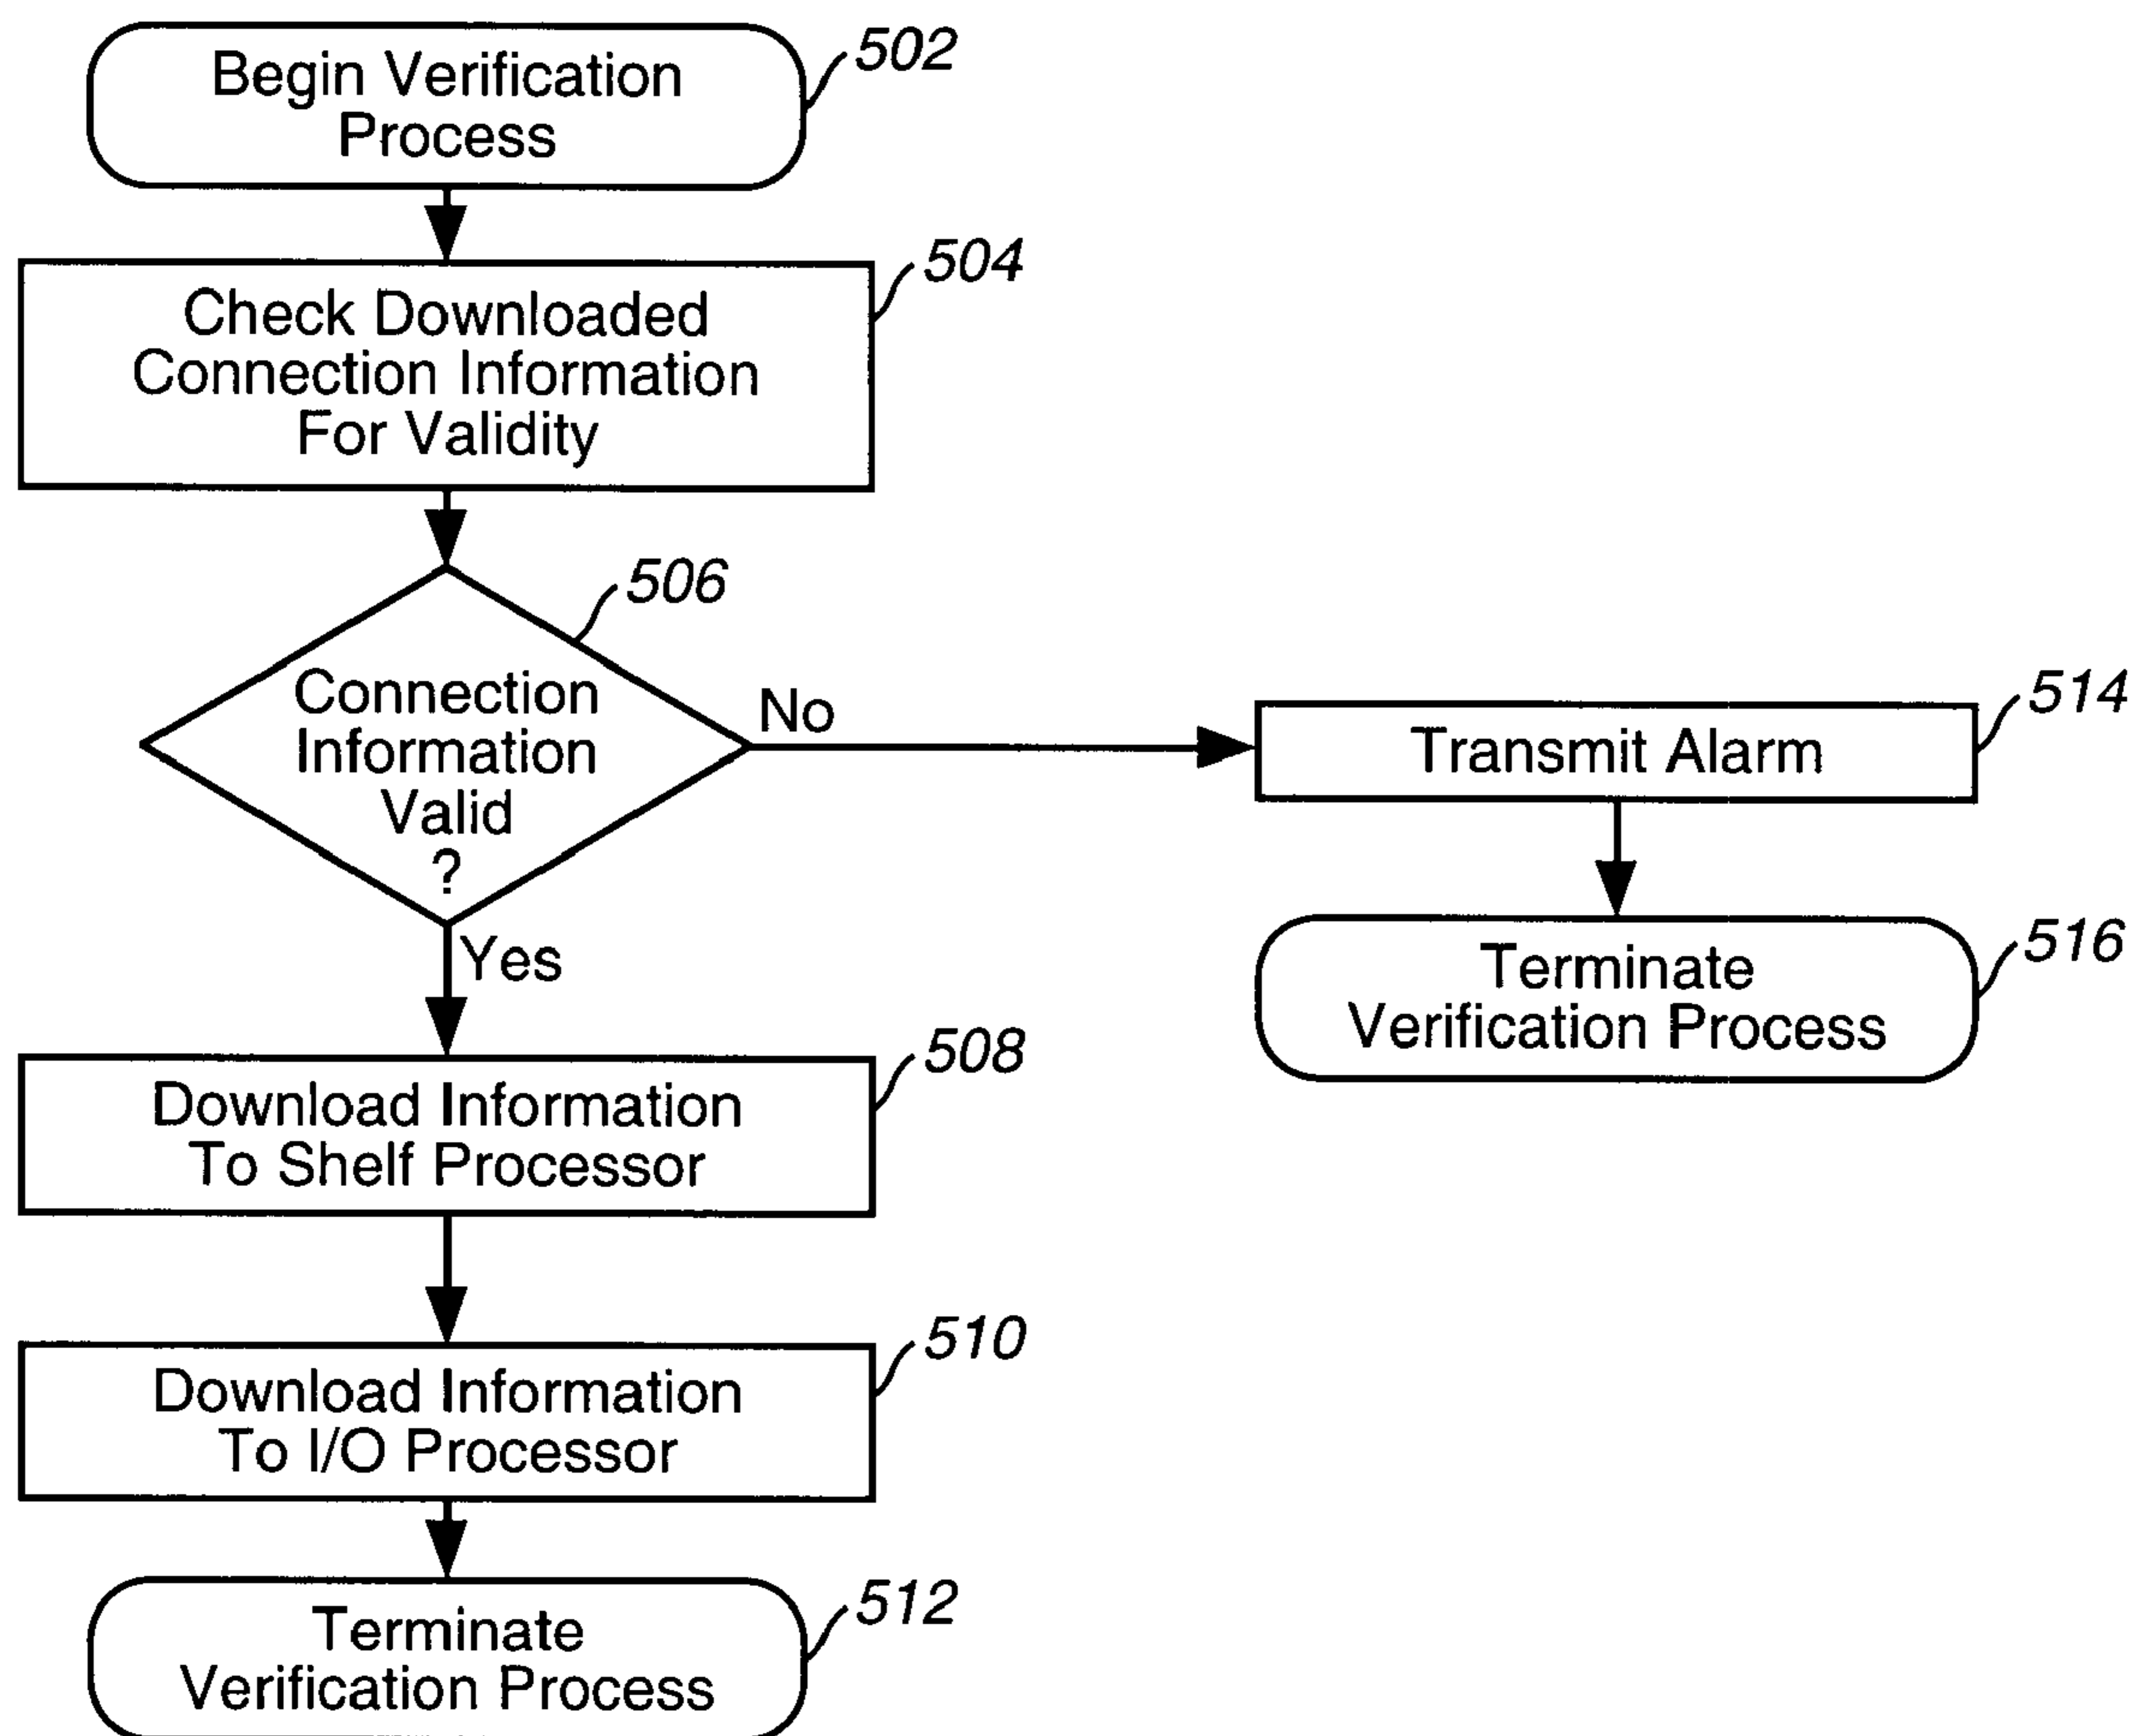 Begin Verification
Process
502
Check Downloaded
Connection Information
For Validity
504
Connection
Information
Valid
?
506
No
Transmit Alarm
514
Terminate
Verification Process
516
Yes
Download Information
To Shelf Processor
508
Download Information
To I/O Processor
510
Terminate
Verification Process
512